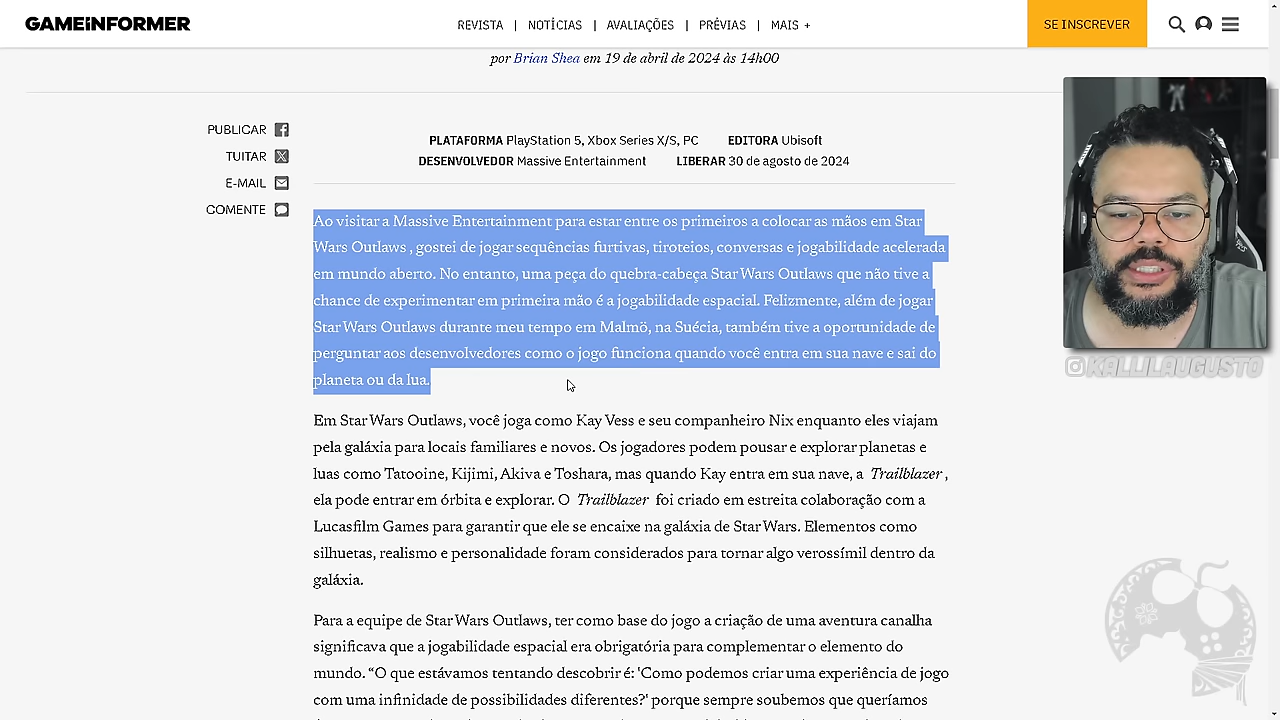 GAMEiNFORMER
REVISTA | NOTÍCIAS | AVALIAÇÕES | PRÉVIAS | MAIS +
SE INSCREVER
por Brian Shea em 19 de abril de 2024 às 14h00
PUBLICAR
TUITAR
E-MAIL
COMENTE
PLATAFORMA PlayStation 5, Xbox Series X/S, PC EDITORA Ubisoft
DESENVOLVEDOR Massive Entertainment LIBERAR 30 de agosto de 2024
Ao visitar a Massive Entertainment para estar entre os primeiros a colocar as mãos em Star
Wars Outlaws , gostei de jogar sequências furtivas, tiroteios, conversas e jogabilidade acelerada
em mundo aberto. No entanto, uma peça do quebra-cabeça Star Wars Outlaws que não tive a
chance de experimentar em primeira mão é a jogabilidade espacial. Felizmente, além de jogar
Star Wars Outlaws durante meu tempo em Malmö, na Suécia, também tive a oportunidade de
perguntar aos desenvolvedores como o jogo funciona quando você entra em sua nave e sai do
planeta ou da lua.
Em Star Wars Outlaws, você joga como Kay Vess e seu companheiro Nix enquanto eles viajam
pela galáxia para locais familiares e novos. Os jogadores podem pousar e explorar planetas e
luas como Tatooine, Kijimi, Akiva e Toshara, mas quando Kay entra em sua nave, a Trailblazer ,
ela pode entrar em órbita e explorar. O Trailblazer foi criado em estreita colaboração com a
Lucasfilm Games para garantir que ele se encaixe na galáxia de Star Wars. Elementos como
silhuetas, realismo e personalidade foram considerados para tornar algo verossímil dentro da
galáxia.
Para a equipe de Star Wars Outlaws, ter como base do jogo a criação de uma aventura canalha
significava que a jogabilidade espacial era obrigatória para complementar o elemento do
mundo. “O que estávamos tentando descobrir é: 'Como podemos criar uma experiência de jogo
com uma infinidade de possibilidades diferentes?' porque sempre soubemos que queríamos
@KALLILAUGUSTO